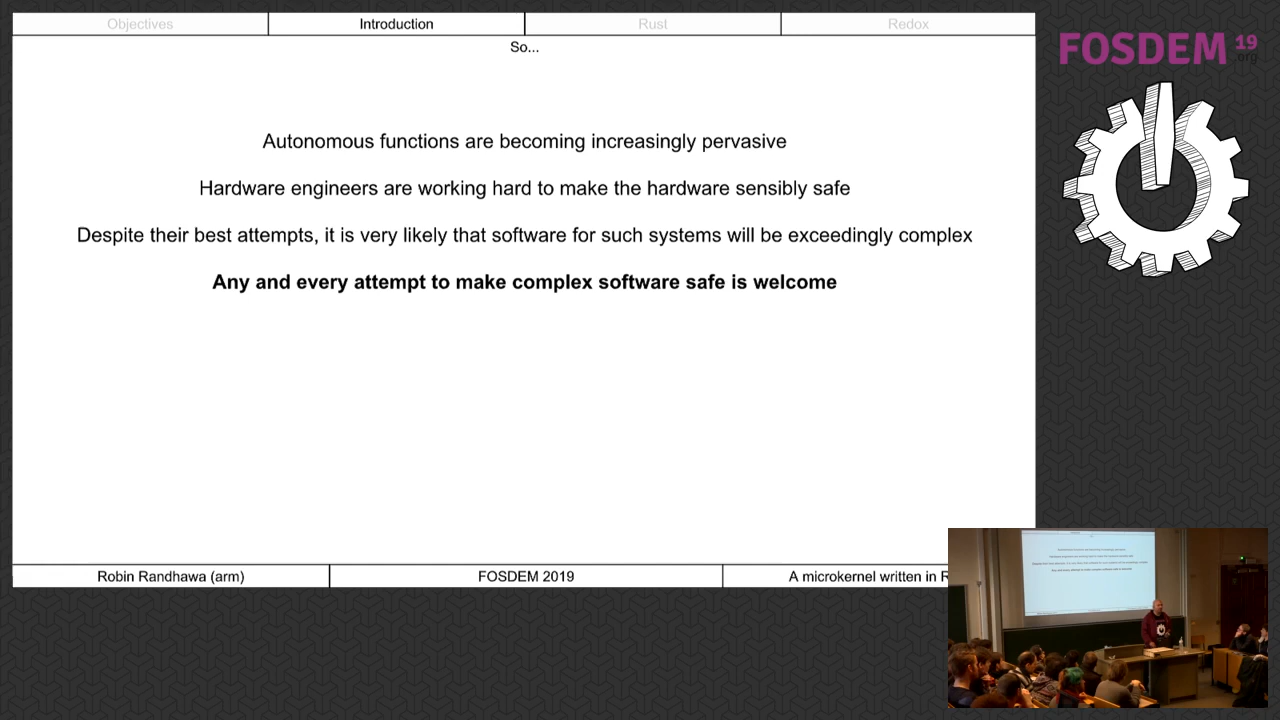 Objectives
Introduction
Rust
Redox
So...
Autonomous functions are becoming increasingly pervasive
Hardware engineers are working hard to make the hardware sensibly safe
Despite their best attempts, it is very likely that software for such systems will be exceedingly complex
Any and every attempt to make complex software safe is welcome
Robin Randhawa (arm)
FOSDEM 2019
A microkernel written in R
FOSDEM 19
.org